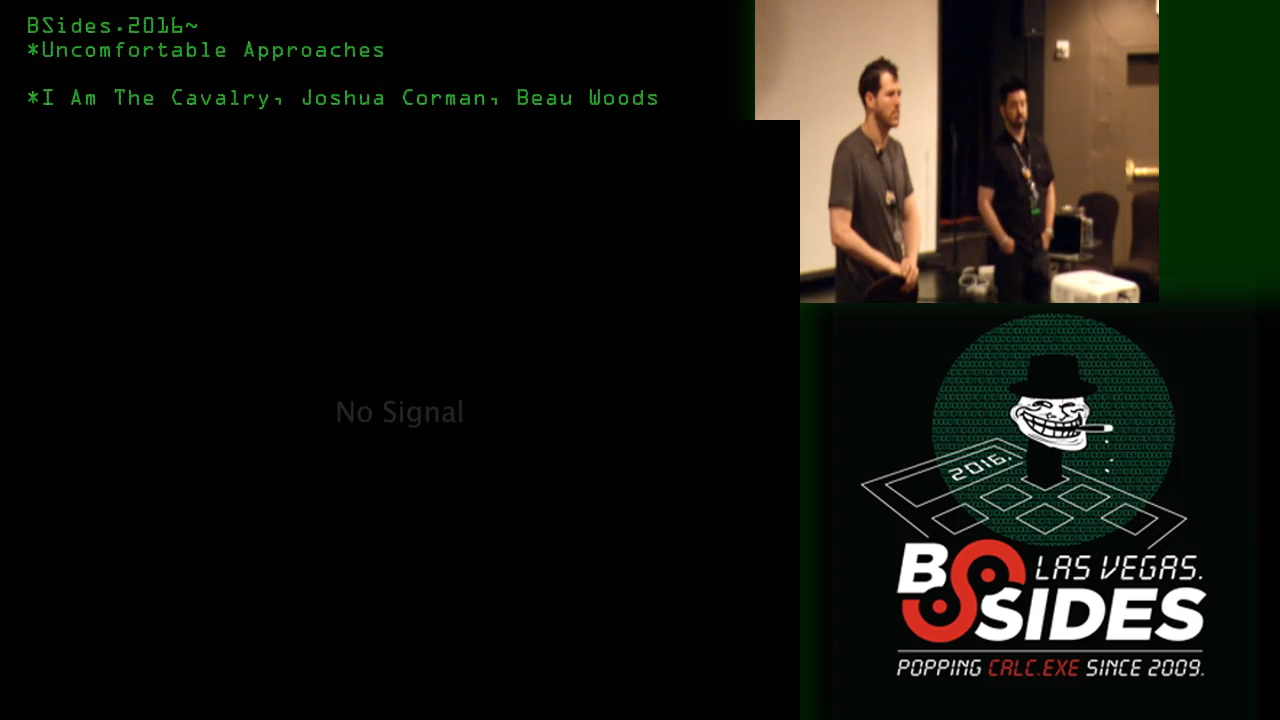 BSides.2016~
*Uncomfortable Approaches
*I Am The Cavalry, Joshua Corman, Beau Woods
No Signal
2016.
BSIDES
LAS VEGAS.
POPPING CALC.EXE SINCE 2009.